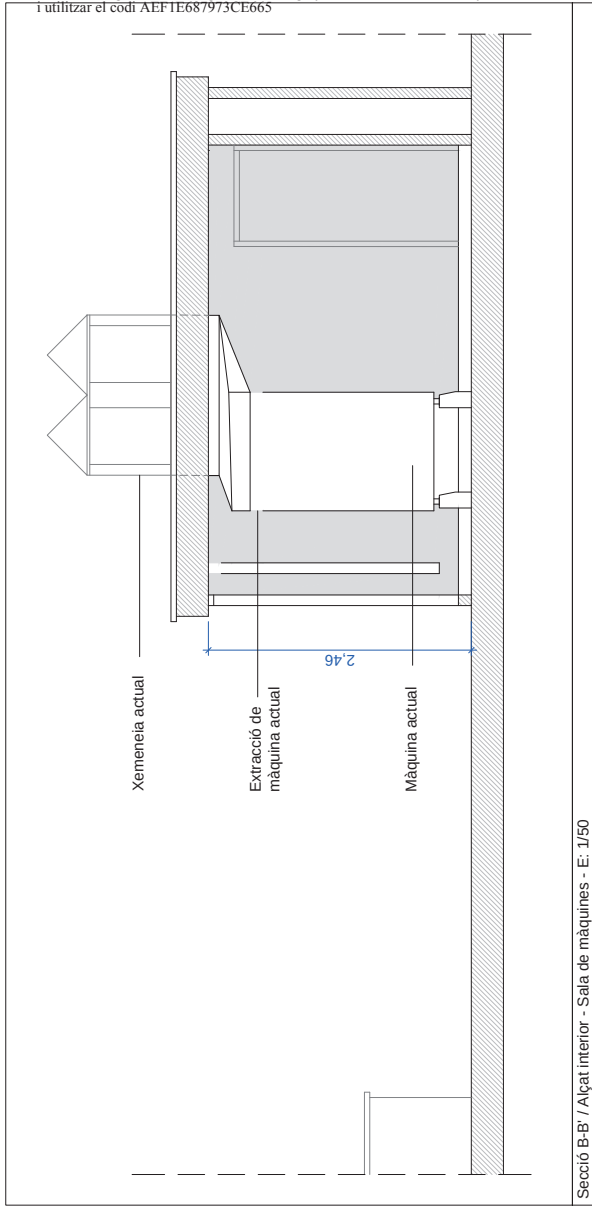 i utilitzar el codi AEF1E687973CE665
Xemeneia actual
Extracció de
màquina actual
Màquina actual
2,46
Secció B-B' / Alçat interior - Sala de màquines - E: 1/50